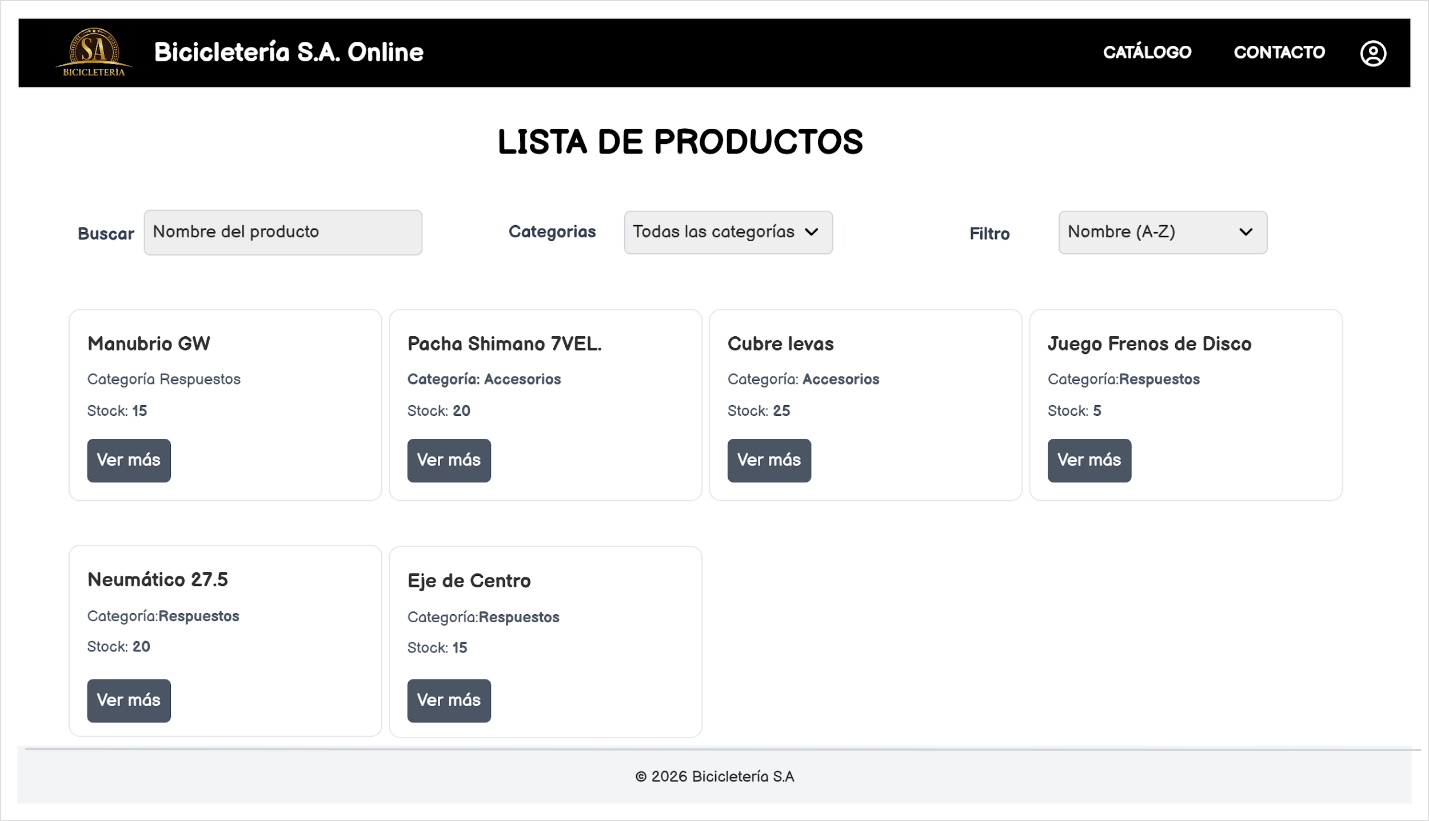 SA
BICICLETERÍA
Bicicletería S.A. Online
CATÁLOGO
CONTACTO
LISTA DE PRODUCTOS
Buscar
Nombre del producto
Categorias
Todas las categorías
Filtro
Nombre (A-Z)
Manubrio GW
Categoría Respuestos
Stock: 15
Ver más
Pacha Shimano 7VEL.
Categoría: Accesorios
Stock: 20
Ver más
Cubre levas
Categoría: Accesorios
Stock: 25
Ver más
Juego Frenos de Disco
Categoría:Respuestos
Stock: 5
Ver más
Neumático 27.5
Categoría:Respuestos
Stock: 20
Ver más
Eje de Centro
Categoría:Respuestos
Stock: 15
Ver más
© 2026 Bicicletería S.A